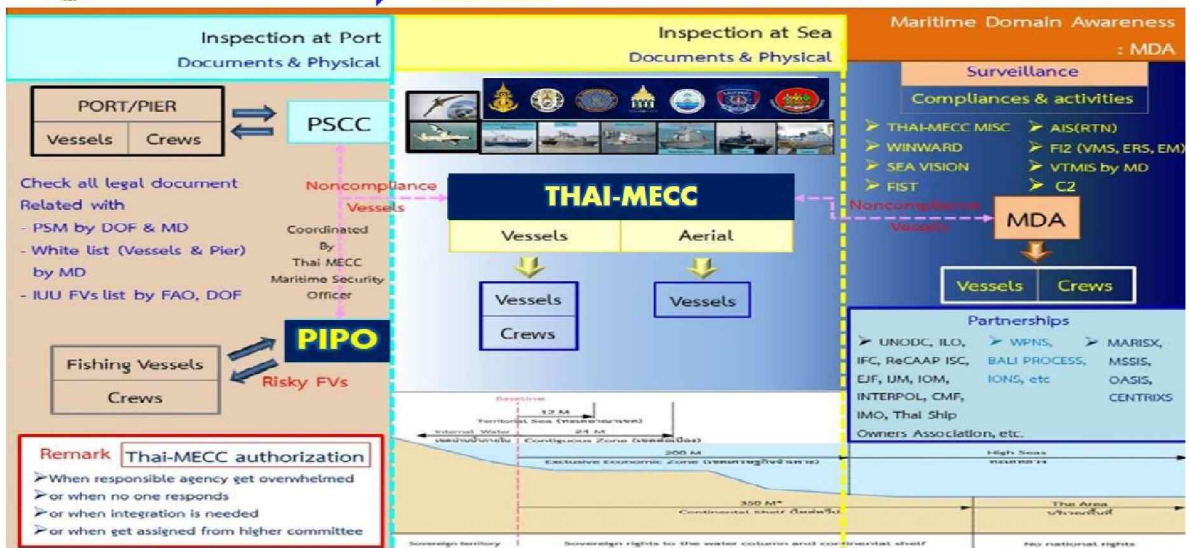 Inspection at Port
Documents & Physical
PORT/PIER
Vessels Crews
PSCC
Check all legal document
Related with
- PSM by DOF & MD
- White list (Vessels & Pier)
by MD
- IUU FVs list by FAO, DOF
Coordinated
By
Thai MECC
Maritime Security
Officer
PIPO
Fishing Vessels
Crews
Risky FVs
Remark Thai-MECC authorization
➢When responsible agency get overwhelmed
➢or when no one responds
➢or when integration is needed
➢or when get assigned from higher committee
Inspection at Sea
Documents & Physical
Noncompliance
Vessels
THAI-MECC
Vessels Aerial
Vessels
Crews
Vessels
Baseline
12 M
Territorial Sea
Internal Water
24 M
Contiguous Zone
200 M
Exclusive Economic Zone
High Seas
350 M*
Continental Shelf
The Area
Sovereign territory
Sovereign rights to the water column and continental shelf
No national rights
Maritime Domain Awareness
: MDA
Surveillance
Compliances & activities
➢ THAI-MECC MISC
➢ WINWARD
➢ SEA VISION
➢ FIST
➢ AIS(RTN)
➢ FI2 (VMS, ERS, EM)
➢ VTMIS by MD
➢ C2
Noncompliance
Vessels
MDA
Vessels Crews
Partnerships
➢ UNODC, ILO,
IFC, ReCAAP ISC,
EJF, IJM, IOM,
INTERPOL, CMF,
IMO, Thai Ship
Owners Association, etc.
➢ WPNS,
BALI PROCESS,
IONS, etc
➢ MARISX,
MSSIS,
OASIS,
CENTRIXS